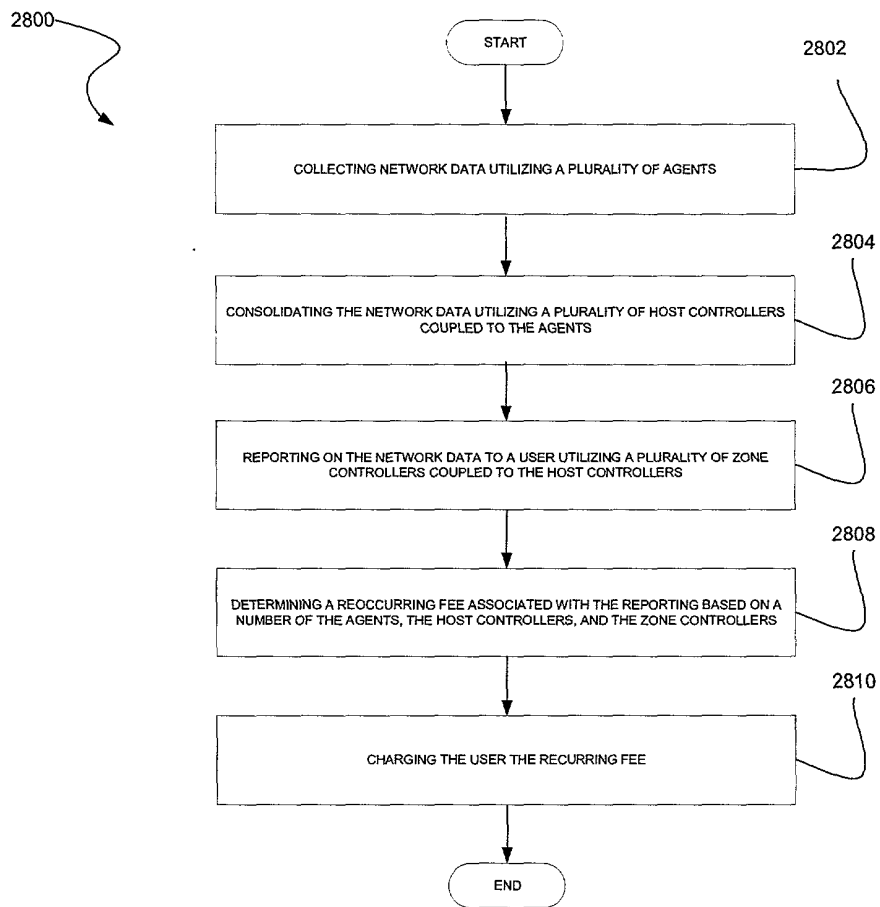 2800
START
2802
COLLECTING NETWORK DATA UTILIZING A PLURALITY OF AGENTS
2804
CONSOLIDATING THE NETWORK DATA UTILIZING A PLURALITY OF HOST CONTROLLERS
COUPLED TO THE AGENTS
2806
REPORTING ON THE NETWORK DATA TO A USER UTILIZING A PLURALITY OF ZONE
CONTROLLERS COUPLED TO THE HOST CONTROLLERS
2808
DETERMINING A REOCCURRING FEE ASSOCIATED WITH THE REPORTING BASED ON A
NUMBER OF THE AGENTS, THE HOST CONTROLLERS, AND THE ZONE CONTROLLERS
2810
CHARGING THE USER THE RECURRING FEE
END